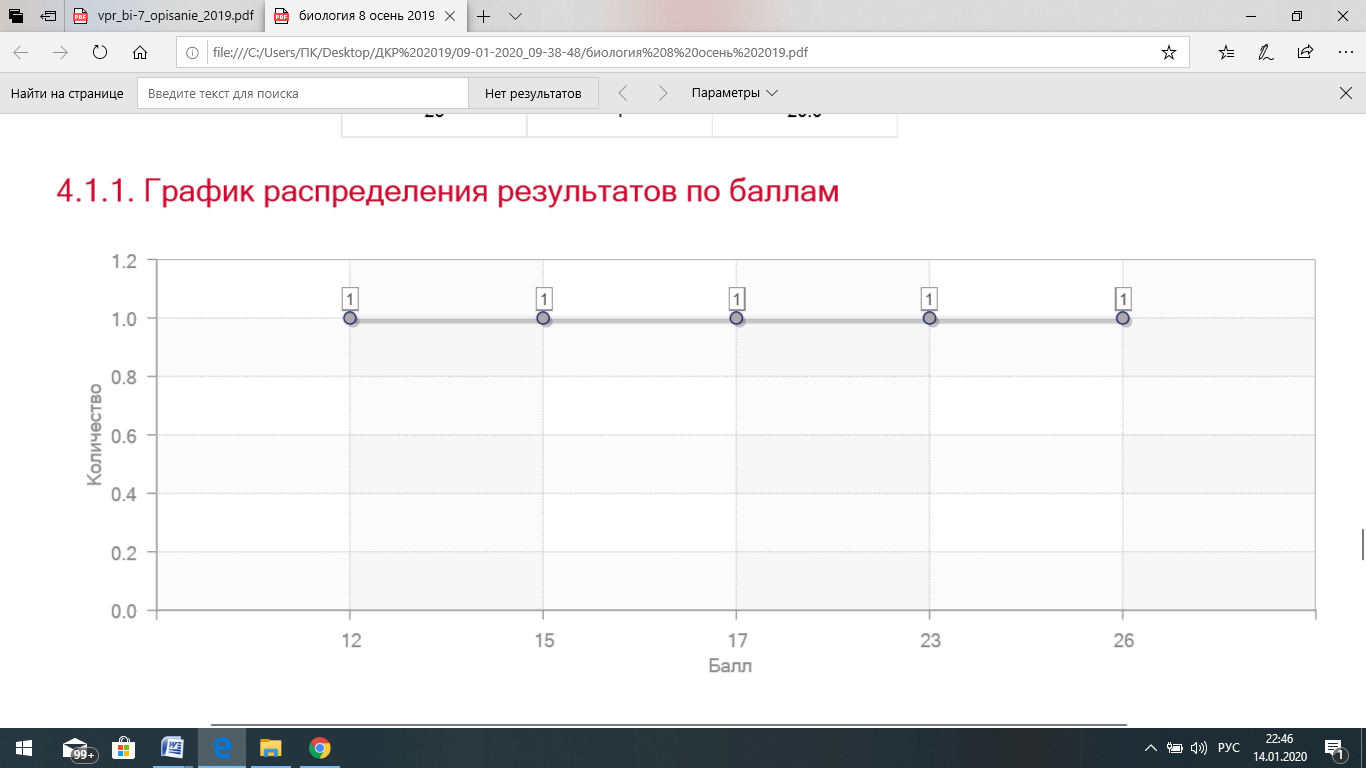 vpr_bi-7_opisanie_2019.pdf
биология 8 осень 2019
file:///C:/Users/ПК/Desktop/ДКР%202019/09-01-2020_09-38-48/биология%208%20осень%202019.pdf
Найти на странице
Введите текст для поиска
Нет результатов
Параметры
4.1.1. График распределения результатов по баллам
1.2
1 1 1 1 1
1.0
0.8
0.6
0.4
0.2
0.0
Количество
12 15 17 23 26
Балл
99+
РУС
22:46
14.01.2020
1